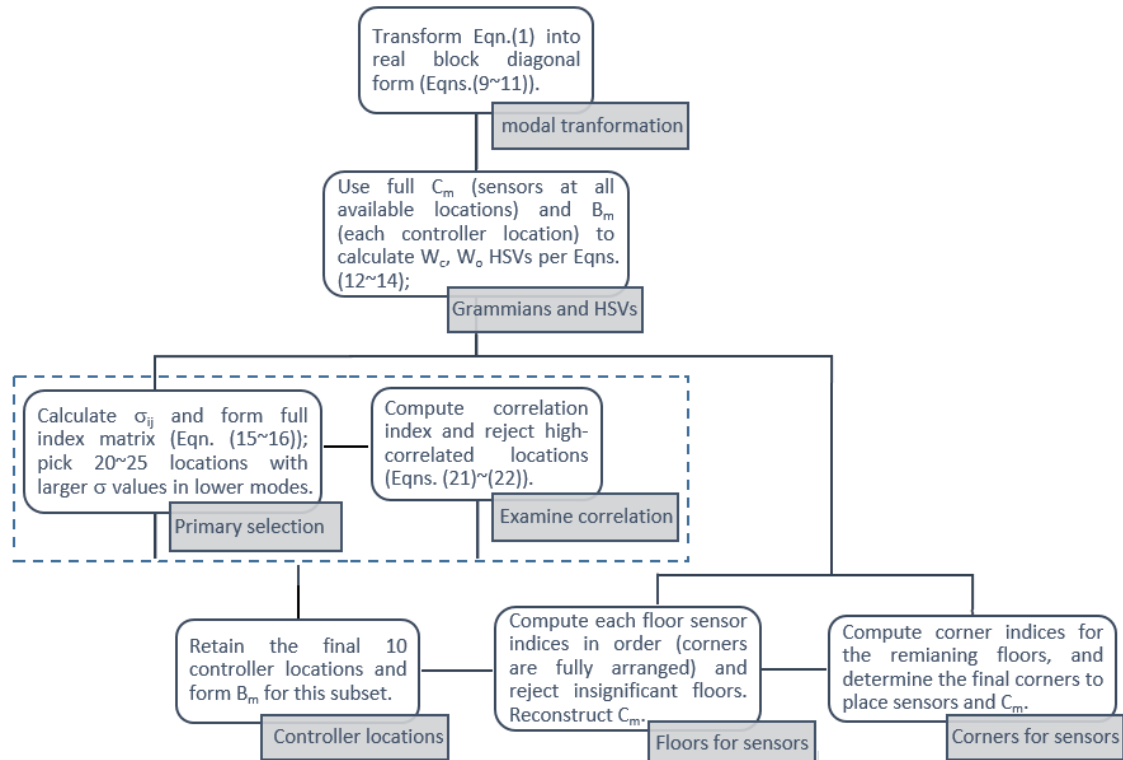 Transform Eqn.(1) into
real block diagonal
form (Eqns.(9~11)).
modal tranformation
Use full Cₘ (sensors at all
available locations) and Bₘ
(each controller location) to
calculate W꜀, Wₒ HSVs per Eqns.
(12~14);
Grammians and HSVs
Calculate σᵢⱼ and form full
index matrix (Eqn. (15~16));
pick 20~25 locations with
larger σ values in lower modes.
Primary selection
Compute correlation
index and reject high-
correlated locations
(Eqns. (21)~(22)).
Examine correlation
Retain the final 10
controller locations and
form Bₘ for this subset.
Controller locations
Compute each floor sensor
indices in order (corners
are fully arranged) and
reject insignificant floors.
Reconstruct Cₘ.
Floors for sensors
Compute corner indices for
the remianing floors, and
determine the final corners to
place sensors and Cₘ.
Corners for sensors